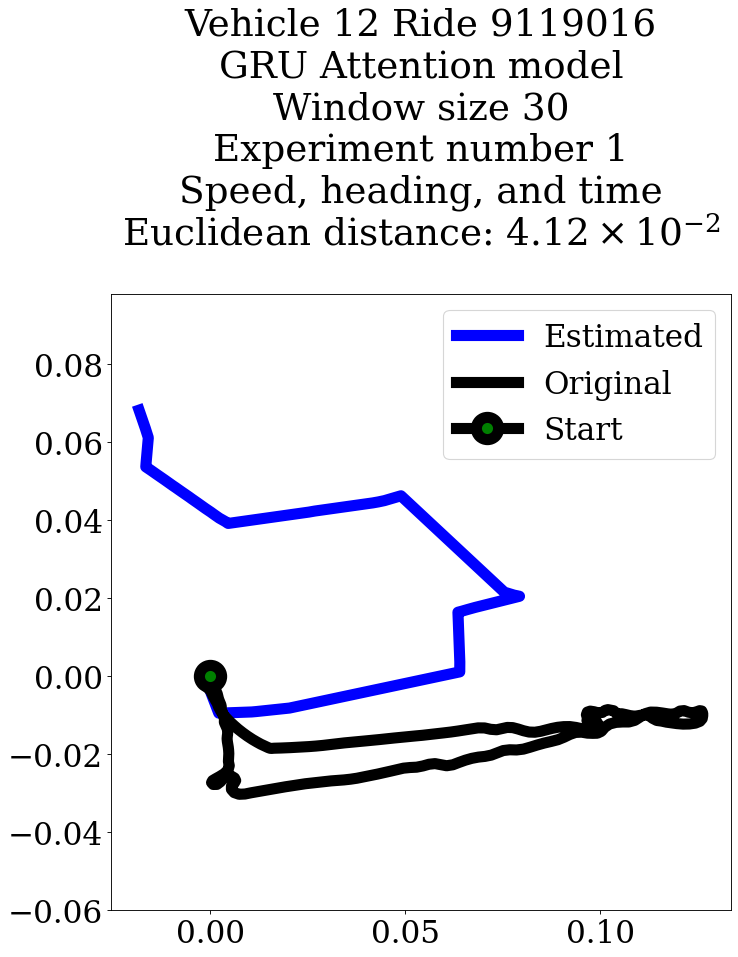 Vehicle 12 Ride 9119016
GRU Attention model
Window size 30
Experiment number 1
Speed, heading, and time
Euclidean distance: 4.12 × 10⁻²
Estimated
Original
Start
0.08
0.06
0.04
0.02
0.00
−0.02
−0.04
−0.06
0.00 0.05 0.10